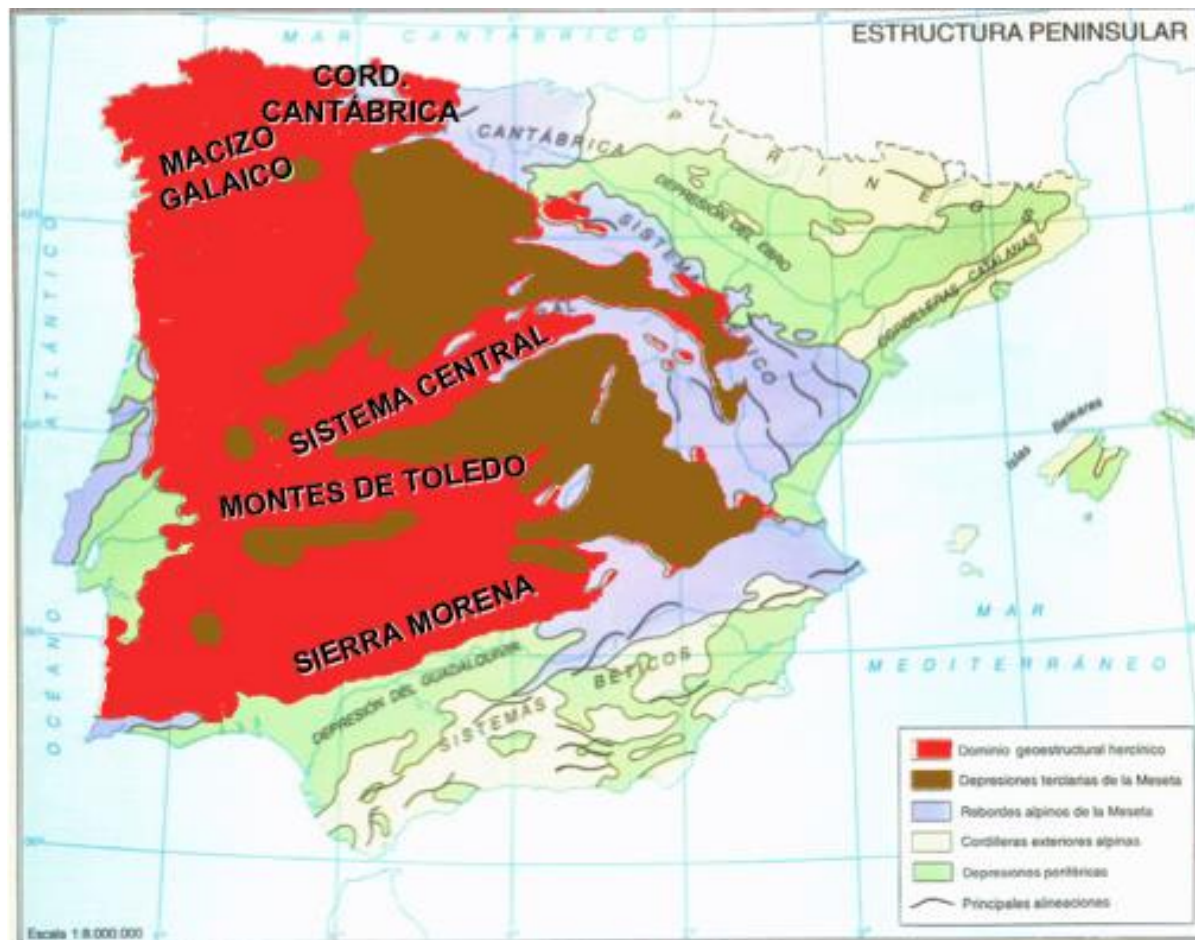 ESTRUCTURA PENINSULAR
MAR CANTÁBRICO
CORD.
CANTÁBRICA
MACIZO
GALAICO
CANTÁBRICA
PIRINEOS
DEPRESIÓN DEL EBRO
SISTEMA
CORDILLERAS CATALANAS
OCÉANO ATLÁNTICO
SISTEMA CENTRAL
MONTES DE TOLEDO
SIERRA MORENA
Islas Baleares
MAR
MEDITERRÁNEO
DEPRESIÓN DEL GUADALQUIVIR
SISTEMAS BÉTICOS
Dominio geoestructural hercínico
Depresiones terciarias de la Meseta
Rebordes alpinos de la Meseta
Cordilleras exteriores alpinas
Depresiones periféricas
Principales alineaciones
Escala 1:8.000.000